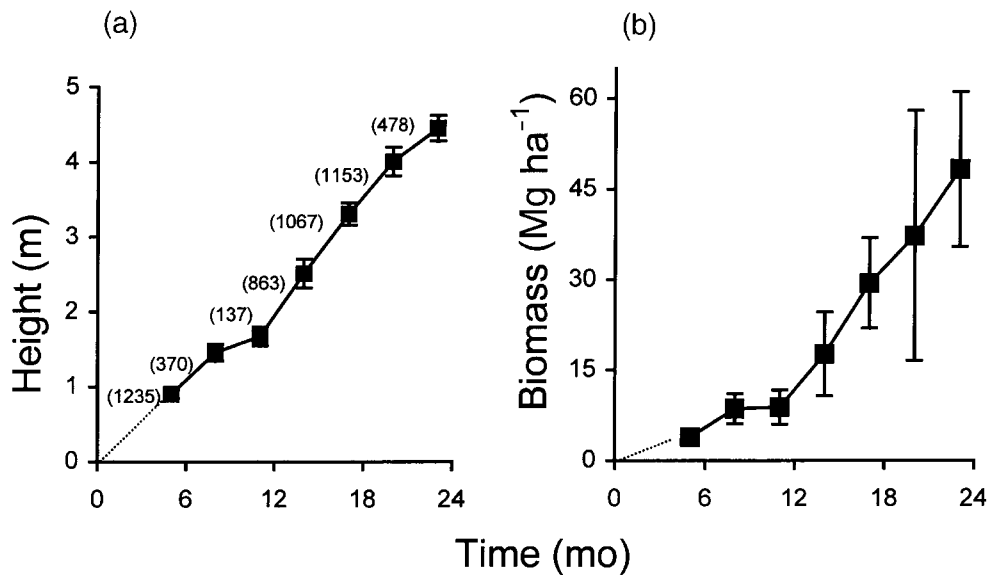 (a)
Height (m)
5
4
3
2
1
0
(1235)
(370)
(137)
(863)
(1067)
(1153)
(478)
0 6 12 18 24
(b)
Biomass (Mg ha⁻¹)
60
45
30
15
0
0 6 12 18 24
Time (mo)